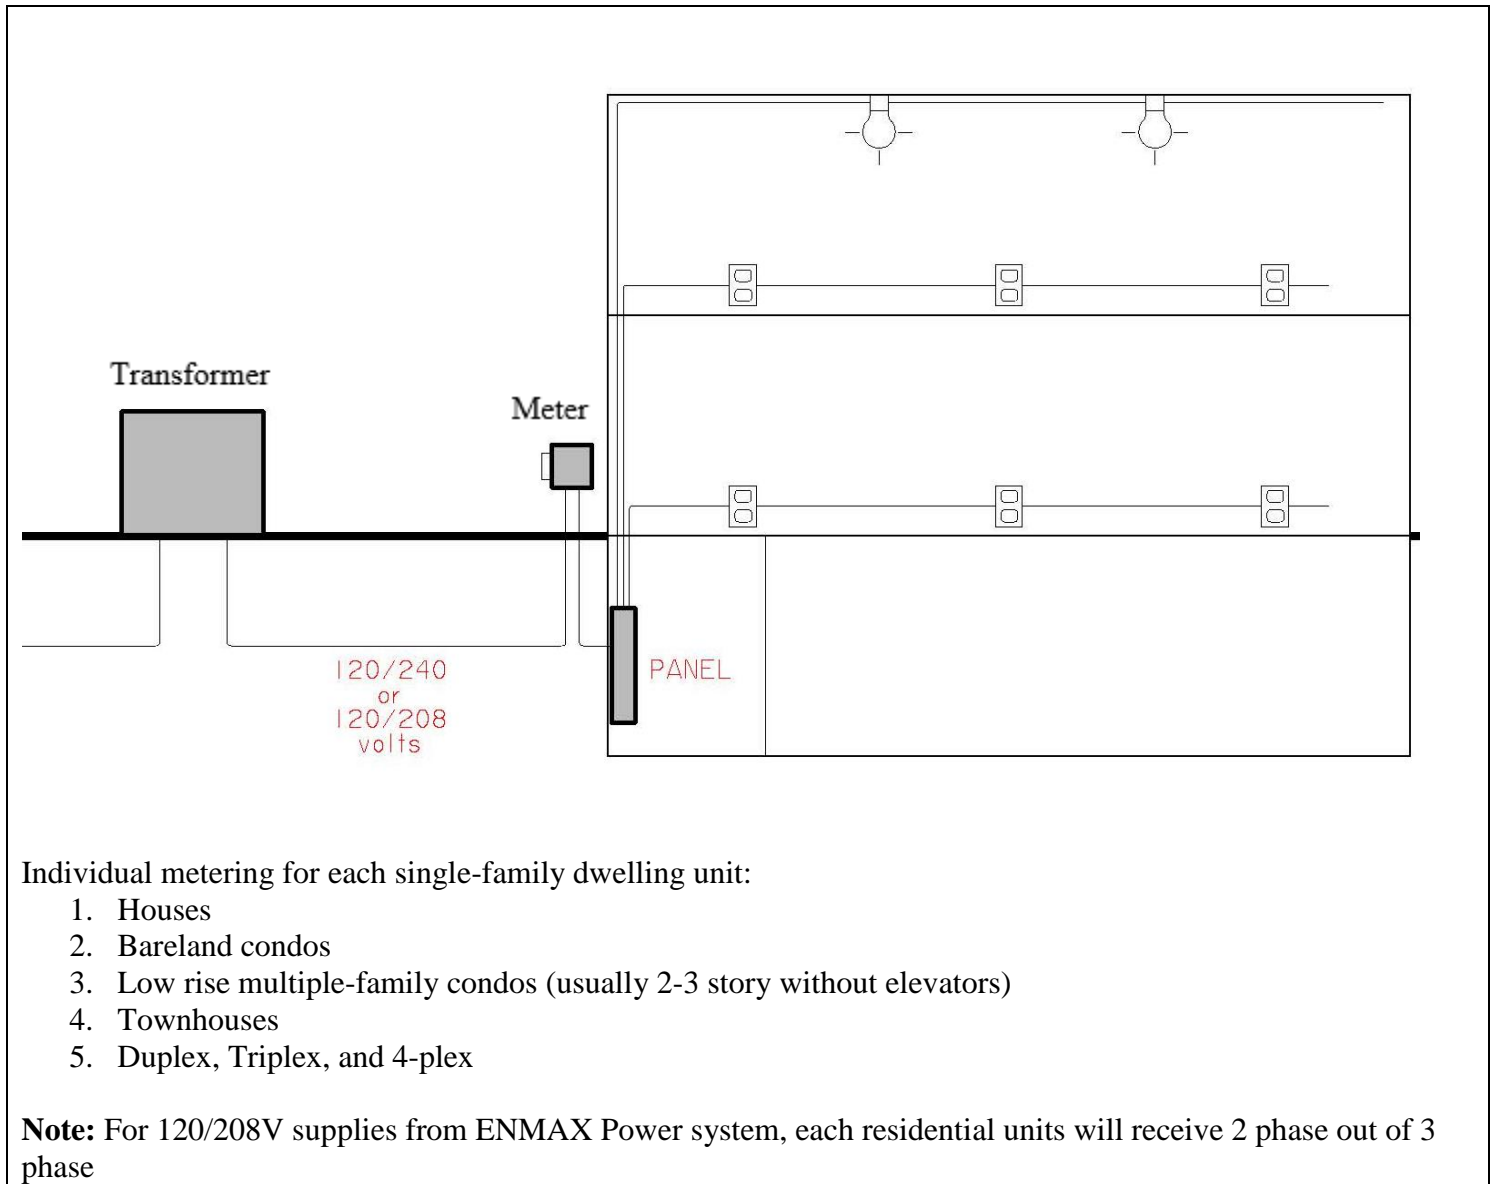 Transformer
Meter
120/240
or
120/208
volts
PANEL
Individual metering for each single-family dwelling unit:
1. Houses
2. Bareland condos
3. Low rise multiple-family condos (usually 2-3 story without elevators)
4. Townhouses
5. Duplex, Triplex, and 4-plex
Note: For 120/208V supplies from ENMAX Power system, each residential units will receive 2 phase out of 3
phase